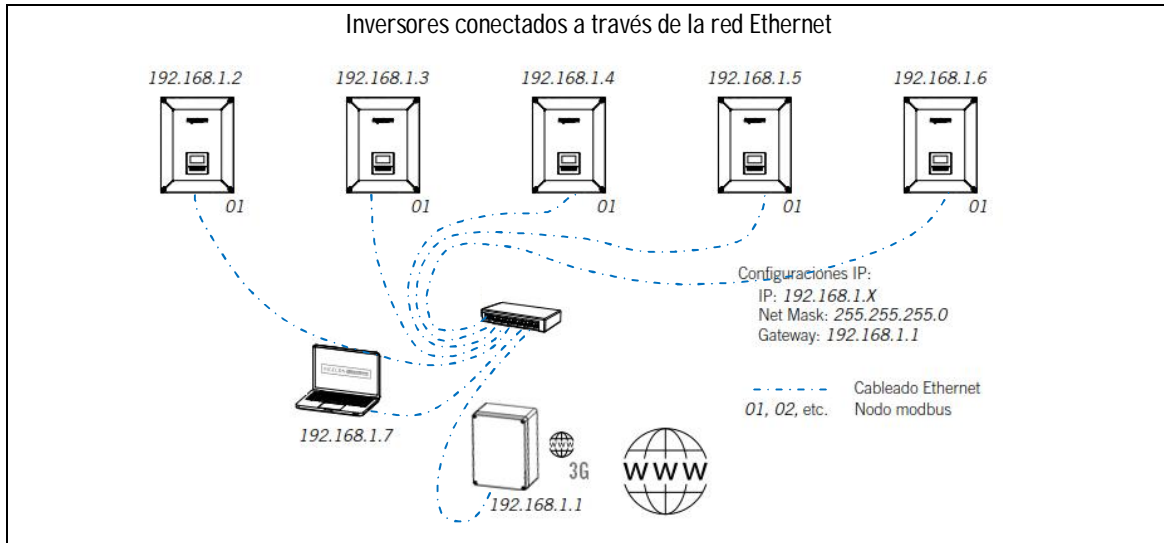 Inversores conectados a través de la red Ethernet
192.168.1.2
192.168.1.3
192.168.1.4
192.168.1.5
192.168.1.6
01
01
01
01
01
Configuraciones IP:
IP: 192.168.1.X
Net Mask: 255.255.255.0
Gateway: 192.168.1.1
Cableado Ethernet
01, 02, etc. Nodo modbus
192.168.1.7
3G
WWW
192.168.1.1